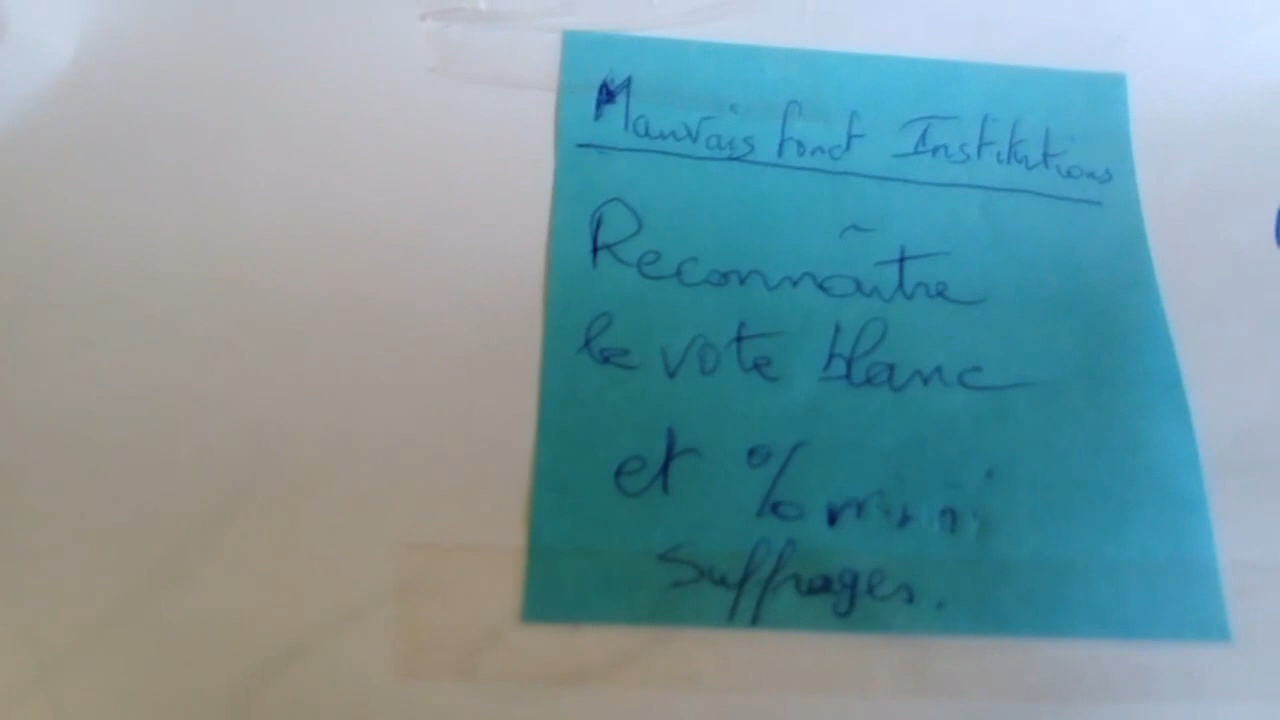 Mauvais fonct Institutions
Reconnaître
le vote blanc
et % mini
suffrages.